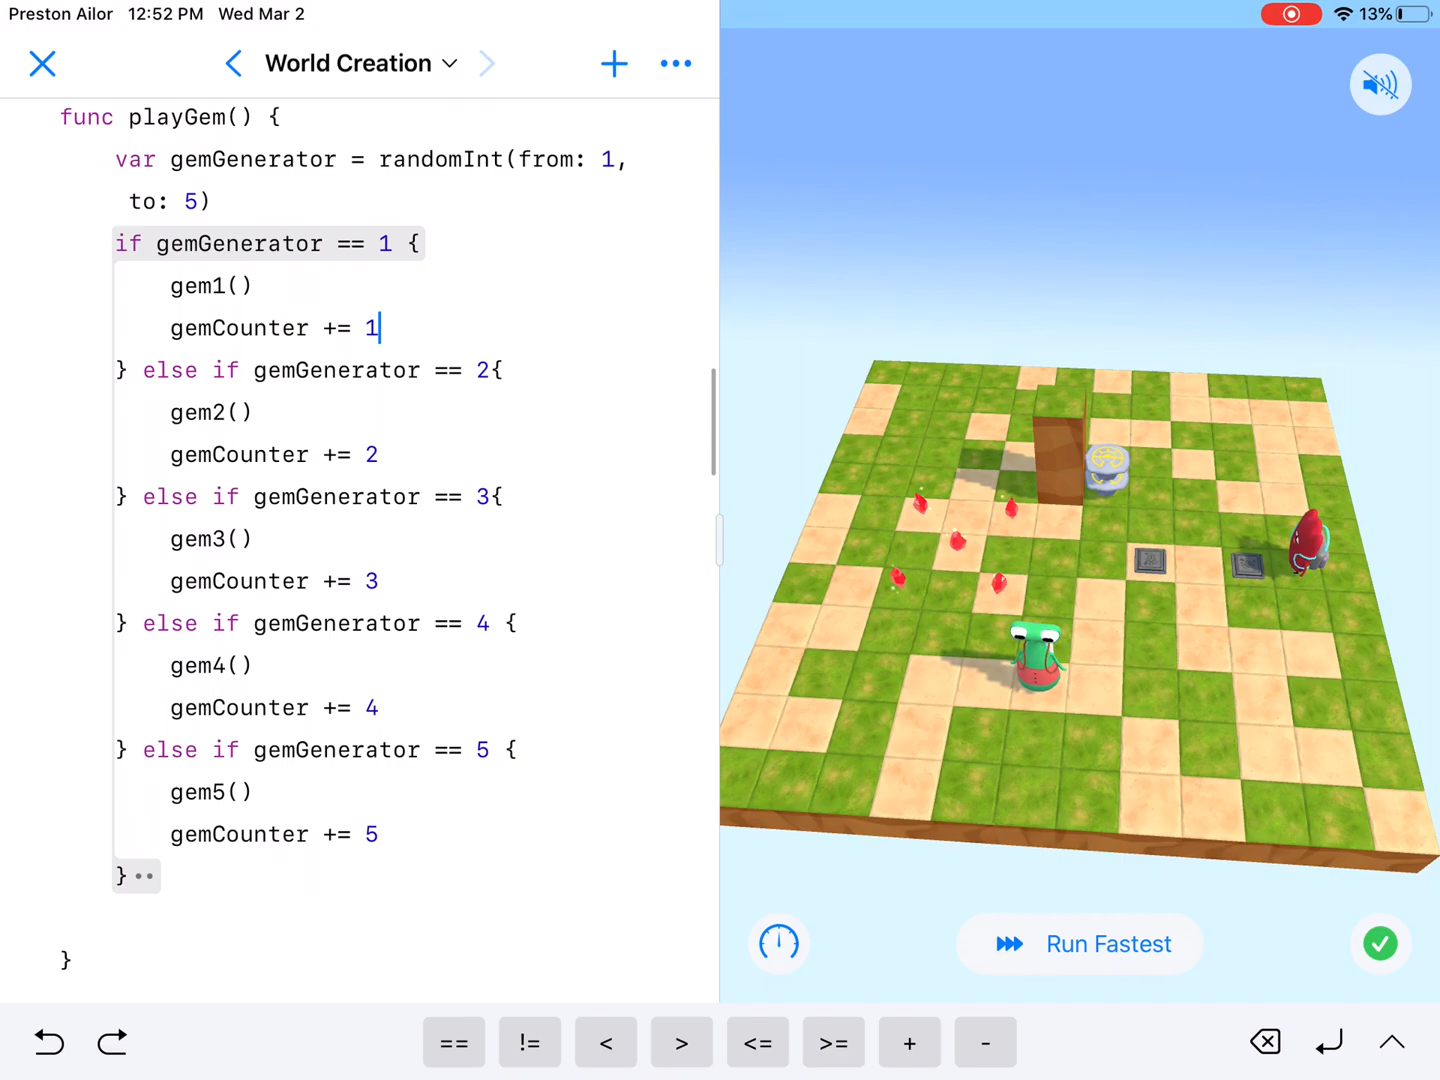 Preston Ailor 12:52 PM Wed Mar 2
13%
World Creation
func playGem() {
var gemGenerator = randomInt(from: 1,
to: 5)
if gemGenerator == 1 {
gem1()
gemCounter += 1
} else if gemGenerator == 2{
gem2()
gemCounter += 2
} else if gemGenerator == 3{
gem3()
gemCounter += 3
} else if gemGenerator == 4 {
gem4()
gemCounter += 4
} else if gemGenerator == 5 {
gem5()
gemCounter += 5
}
}
Run Fastest
== != < > <= >= + -